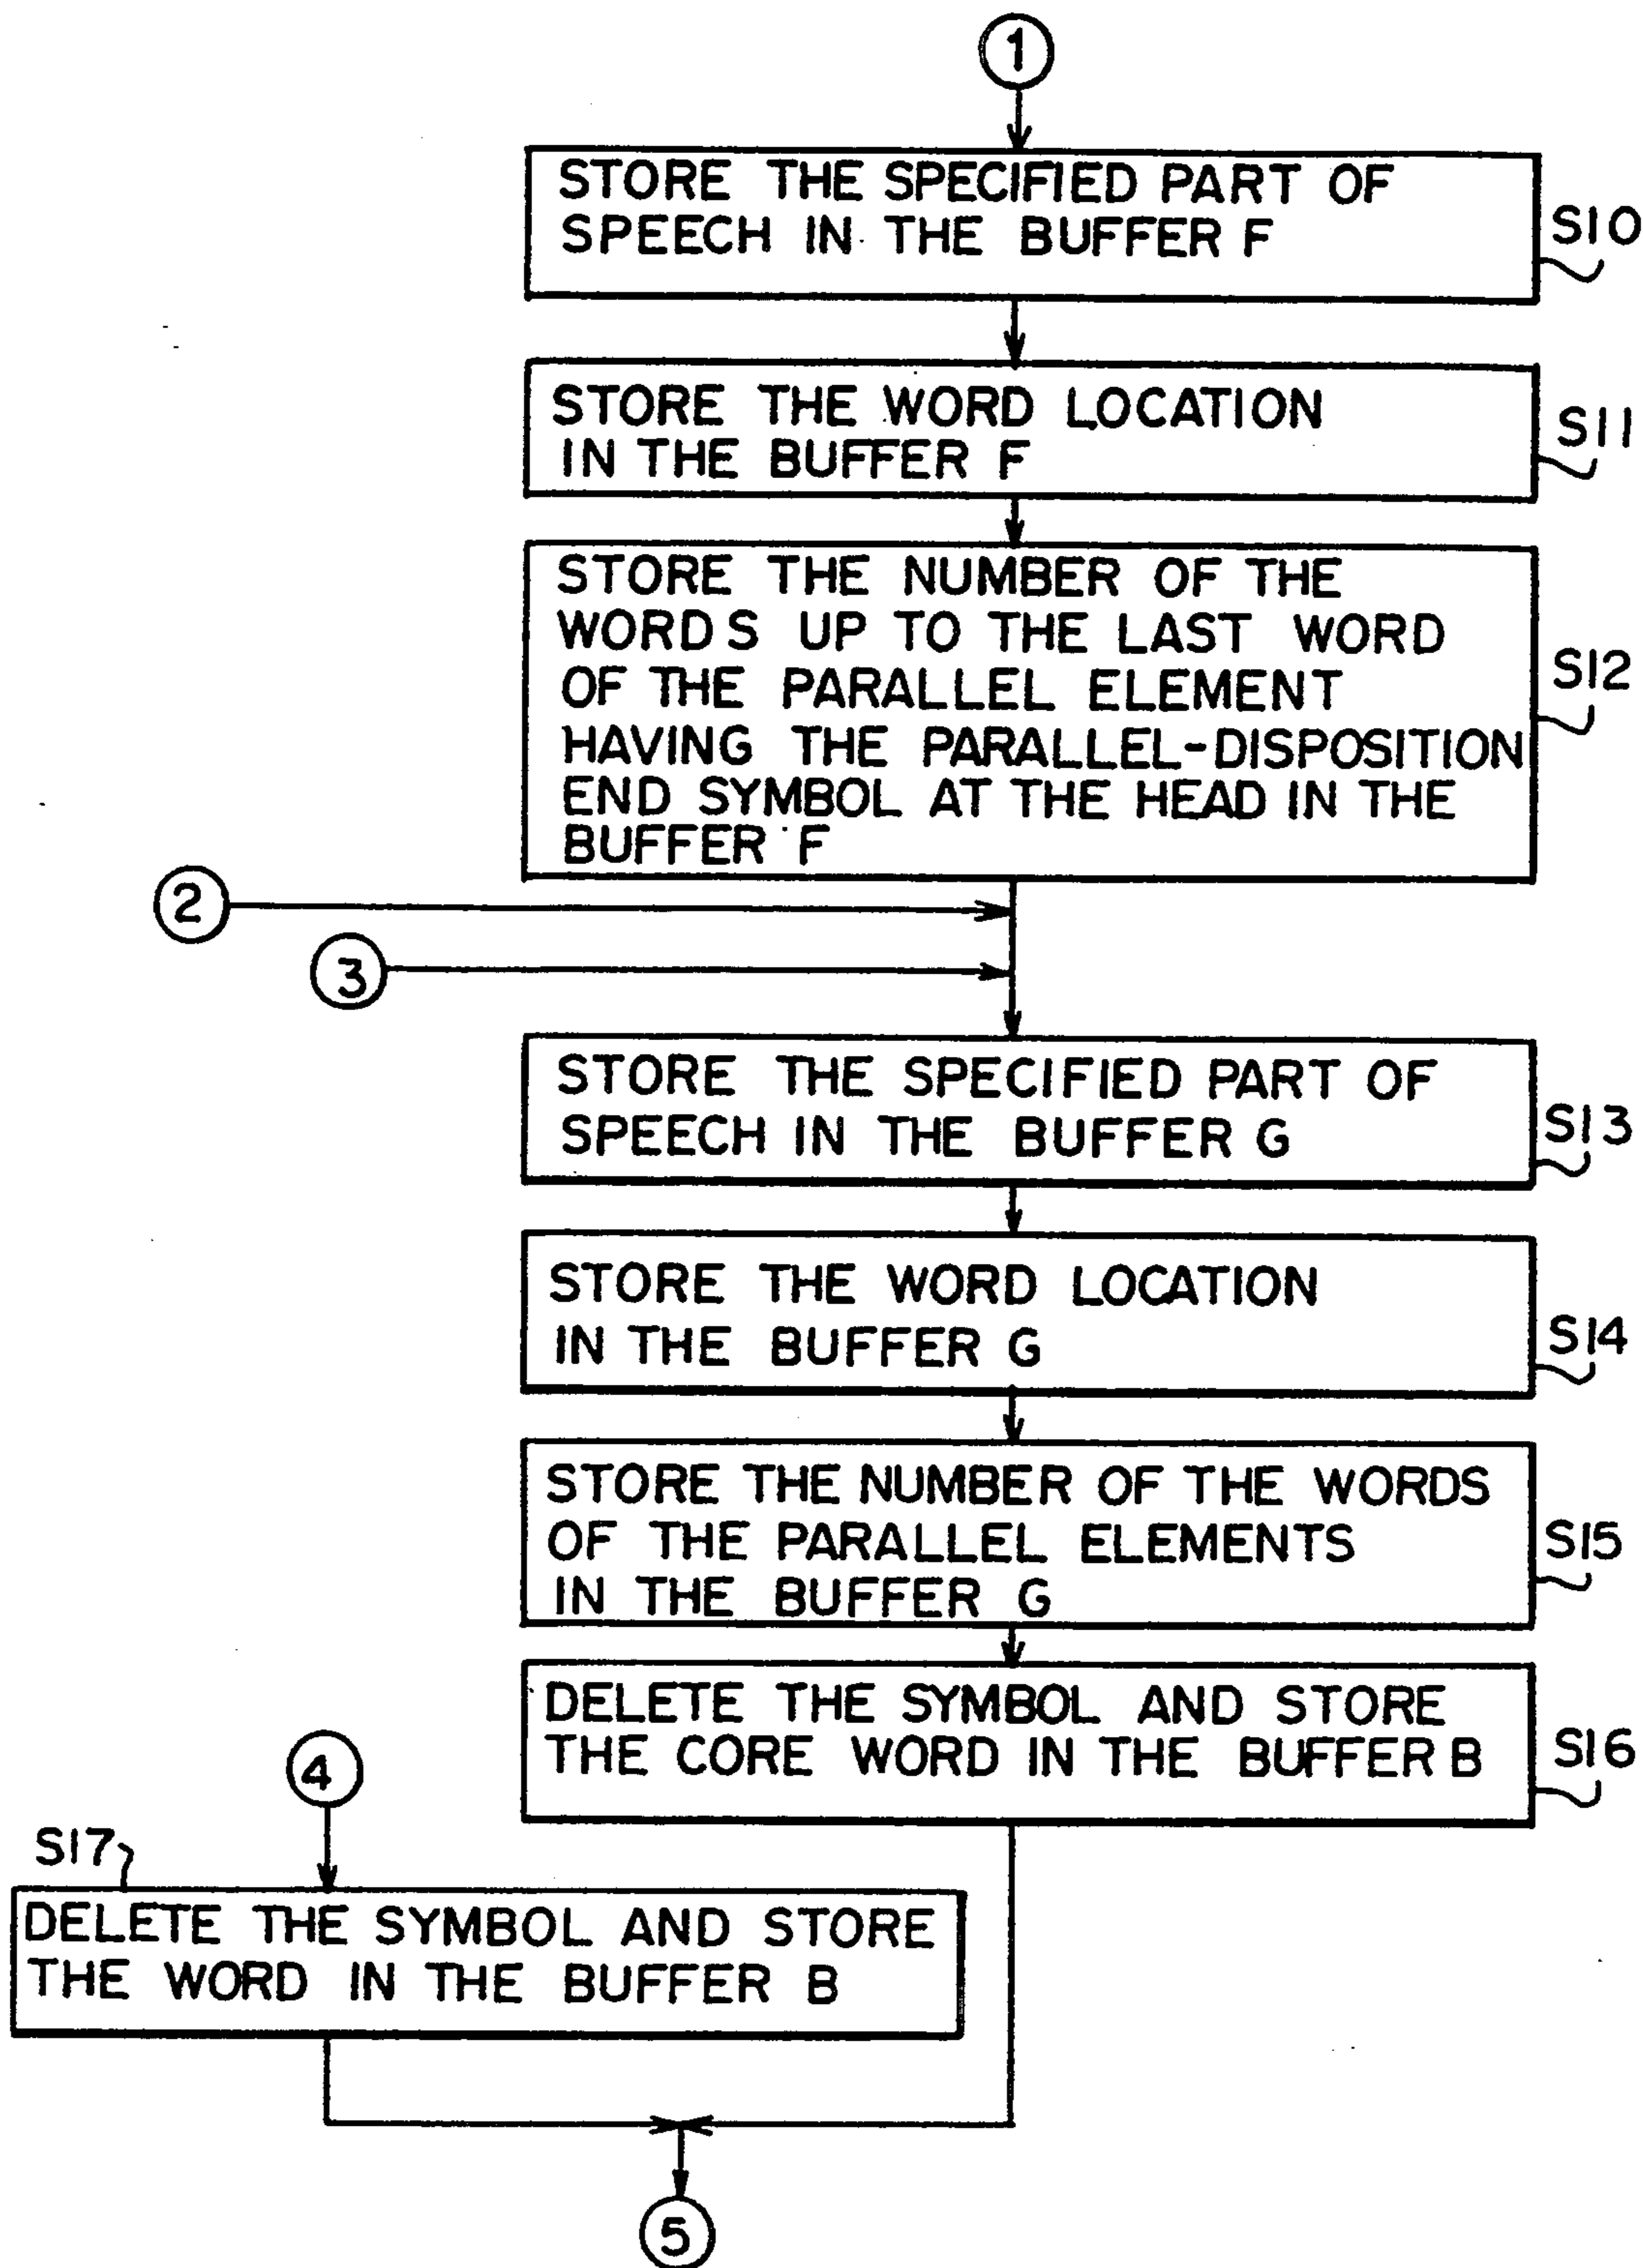 1
STORE THE SPECIFIED PART OF
SPEECH IN THE BUFFER F
S10
STORE THE WORD LOCATION
IN THE BUFFER F
S11
STORE THE NUMBER OF THE
WORDS UP TO THE LAST WORD
OF THE PARALLEL ELEMENT
HAVING THE PARALLEL-DISPOSITION
END SYMBOL AT THE HEAD IN THE
BUFFER F
S12
2
3
STORE THE SPECIFIED PART OF
SPEECH IN THE BUFFER G
S13
STORE THE WORD LOCATION
IN THE BUFFER G
S14
STORE THE NUMBER OF THE WORDS
OF THE PARALLEL ELEMENTS
IN THE BUFFER G
S15
DELETE THE SYMBOL AND STORE
THE CORE WORD IN THE BUFFER B
S16
4
S17
DELETE THE SYMBOL AND STORE
THE WORD IN THE BUFFER B
5